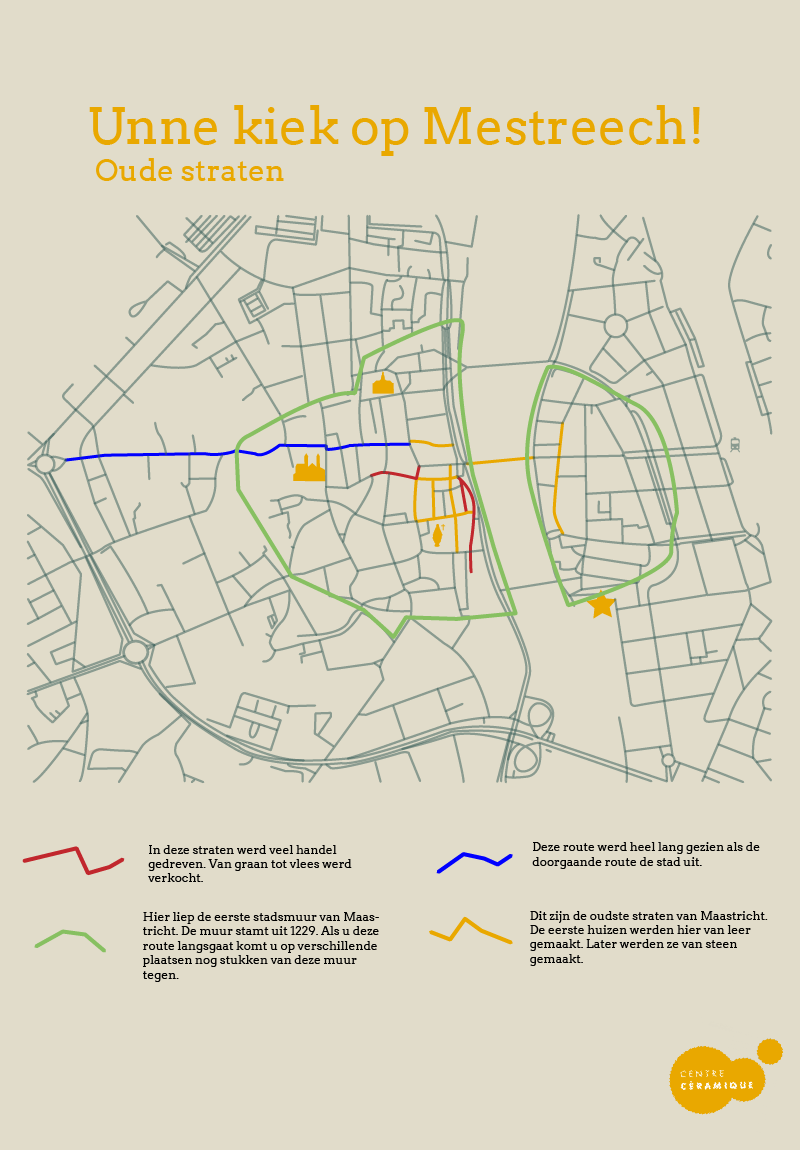 Unne kiek op Mestreech!
Oude straten
In deze straten werd veel handel
gedreven. Van graan tot vlees werd
verkocht.
Deze route werd heel lang gezien als de
doorgaande route de stad uit.
Hier liep de eerste stadsmuur van Maas-
tricht. De muur stamt uit 1229. Als u deze
route langsgaat komt u op verschillende
plaatsen nog stukken van deze muur
tegen.
Dit zijn de oudste straten van Maastricht.
De eerste huizen werden hier van leer
gemaakt. Later werden ze van steen
gemaakt.
CENTRE
CÉRAMIQUE